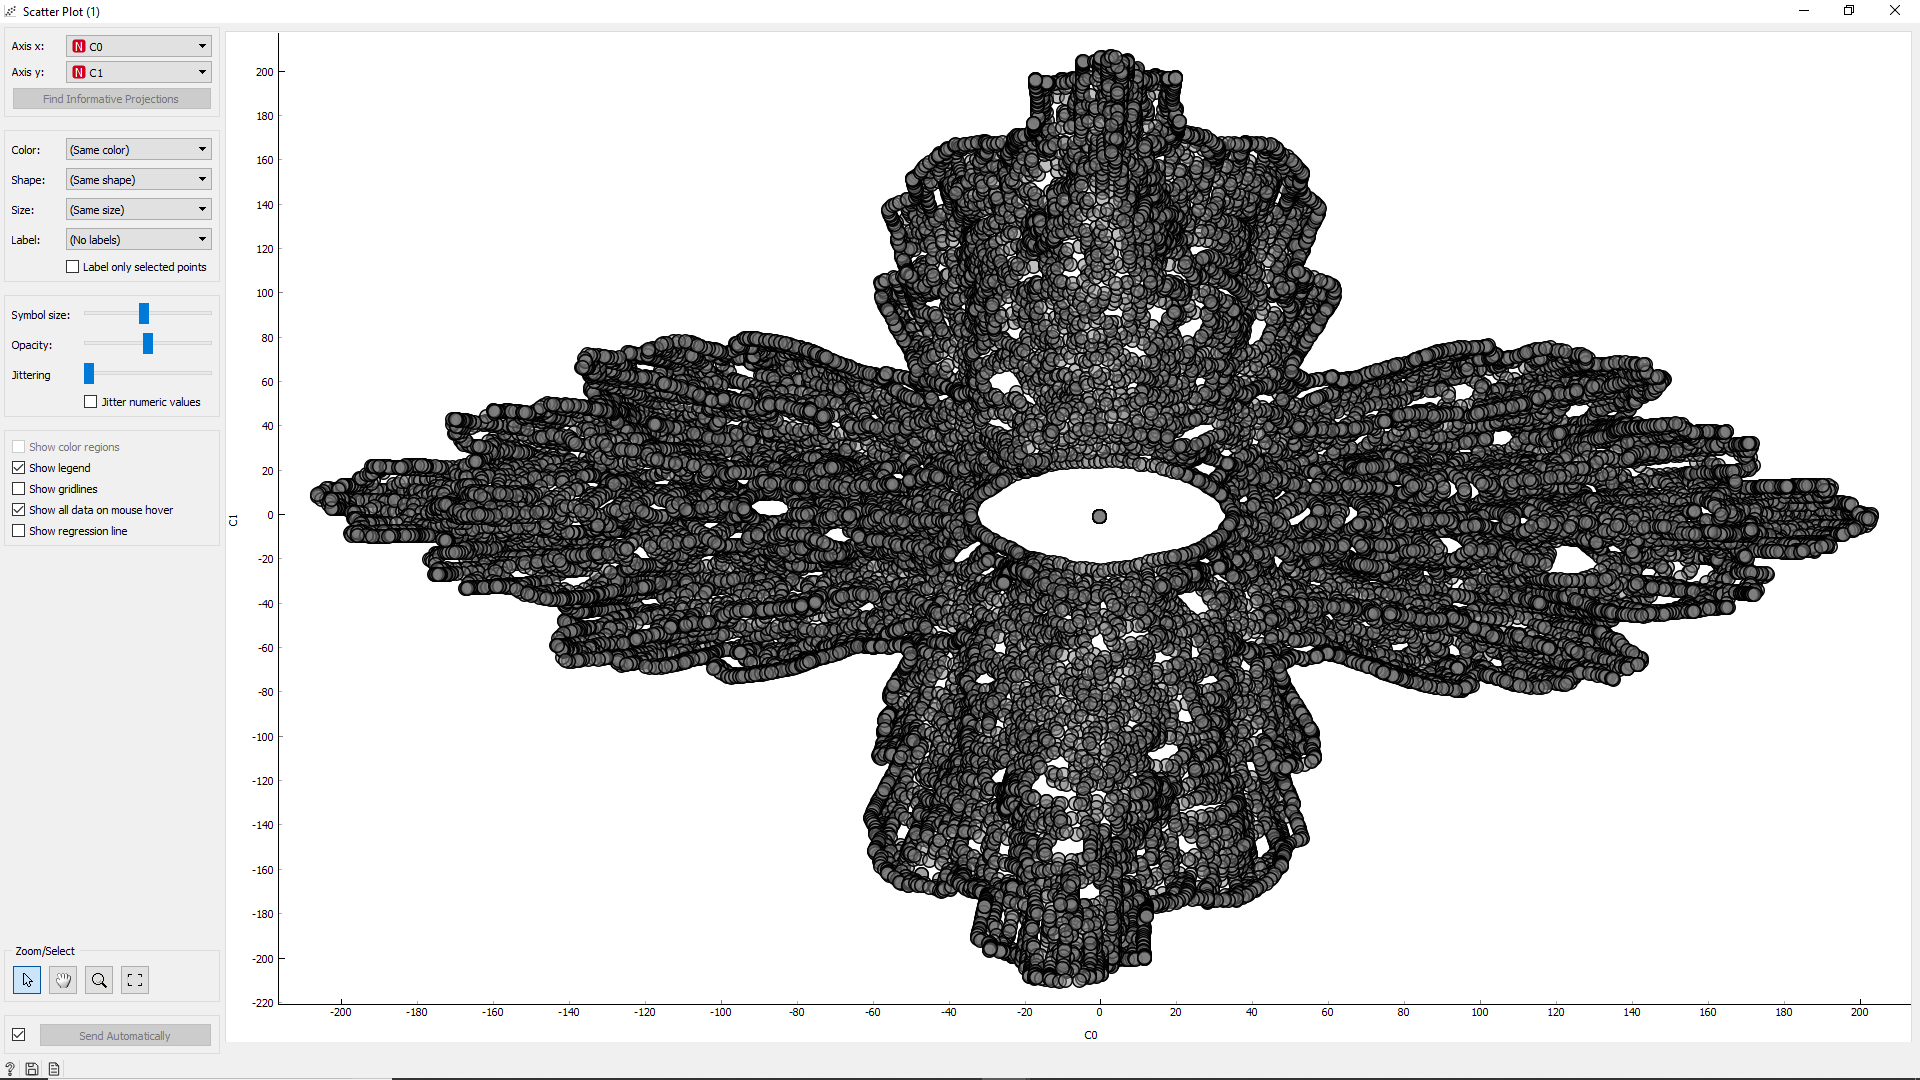 Scatter Plot (1)
Axis x: N C0
Axis y: N C1
Find Informative Projections
Color: (Same color)
Shape: (Same shape)
Size: (Same size)
Label: (No labels)
Label only selected points
Symbol size:
Opacity:
Jittering
Jitter numeric values
Show color regions
Show legend
Show gridlines
Show all data on mouse hover
Show regression line
Zoom/Select
Send Automatically
?
C1
200
180
160
140
120
100
80
60
40
20
0
-20
-40
-60
-80
-100
-120
-140
-160
-180
-200
-220
-200 -180 -160 -140 -120 -100 -80 -60 -40 -20 0 20 40 60 80 100 120 140 160 180 200
C0